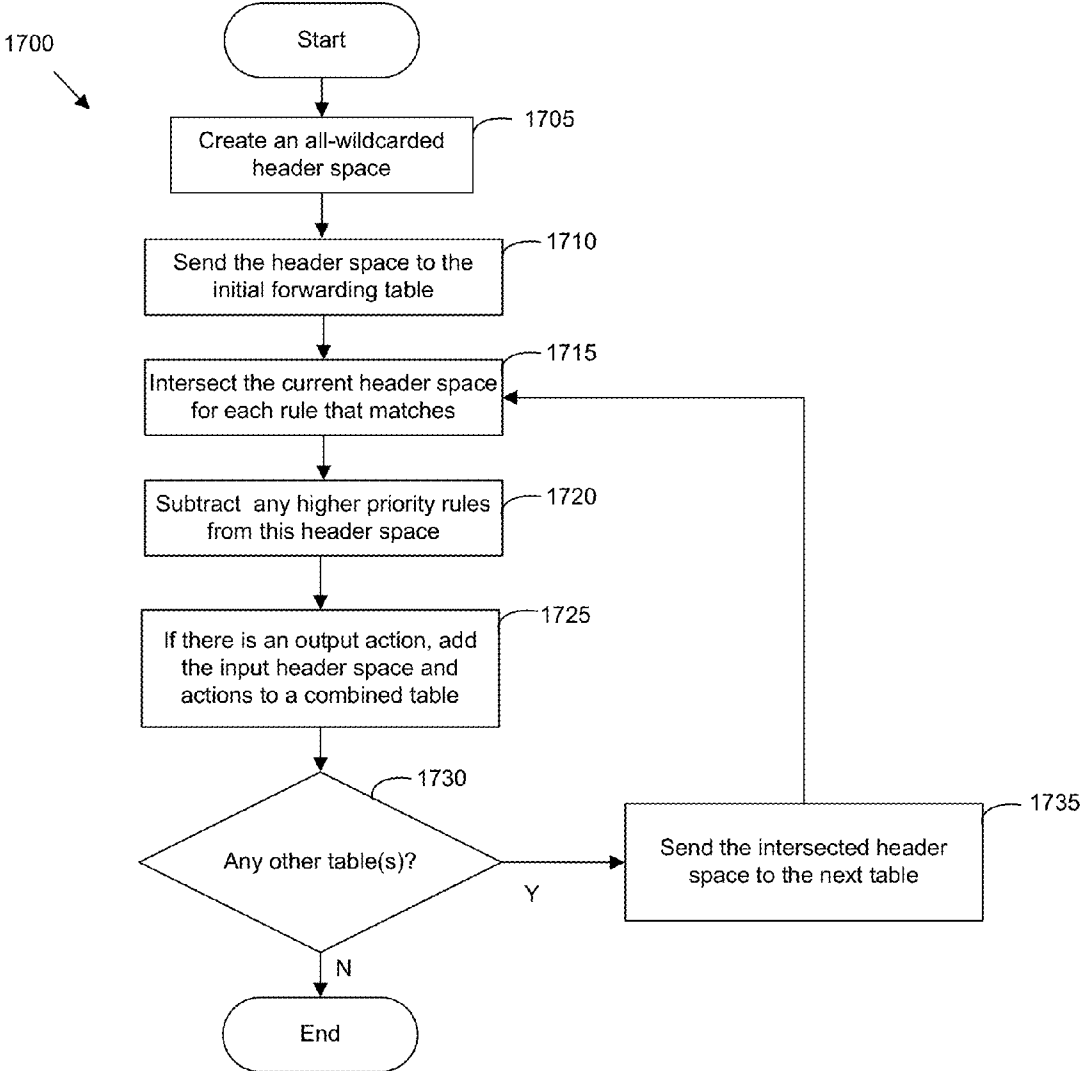 1700
Start
1705
Create an all-wildcarded
header space
1710
Send the header space to the
initial forwarding table
1715
Intersect the current header space
for each rule that matches
1720
Subtract any higher priority rules
from this header space
1725
If there is an output action, add
the input header space and
actions to a combined table
1730
Any other table(s)?
Y
1735
Send the intersected header
space to the next table
N
End